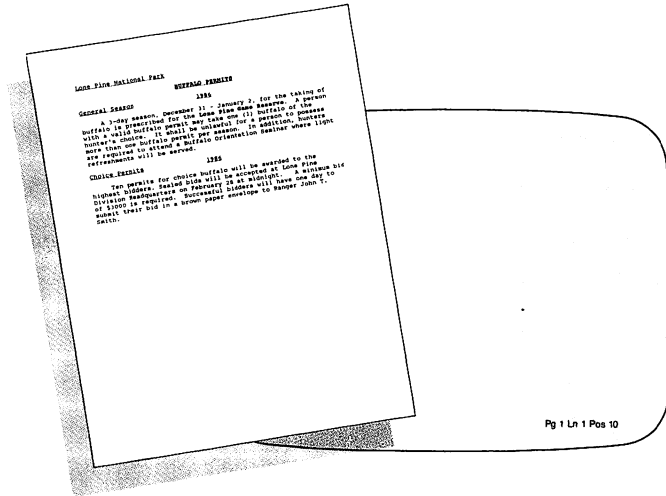 Lone Pine National Park
BUFFALO PERMITS
1986
General Season
A 3-day season, December 31 - January 2, for the taking of
buffalo is prescribed for the Lone Pine Game Reserve. A person
with a valid buffalo permit may take one (1) buffalo of the
hunter's choice. It shall be unlawful for a person to possess
more than one buffalo permit per season. In addition, hunters
are required to attend a Buffalo Orientation Seminar where light
refreshments will be served.
1986
Choice Permits
Ten permits for choice buffalo will be awarded to the
highest bidders. Sealed bids will be accepted at Lone Pine
Division Headquarters on February 28 at midnight. A minimum bid
of $3000 is required. Successful bidders will have one day to
submit their bid in a brown paper envelope to Ranger John T.
Smith.
Pg 1 Ln 1 Pos 10